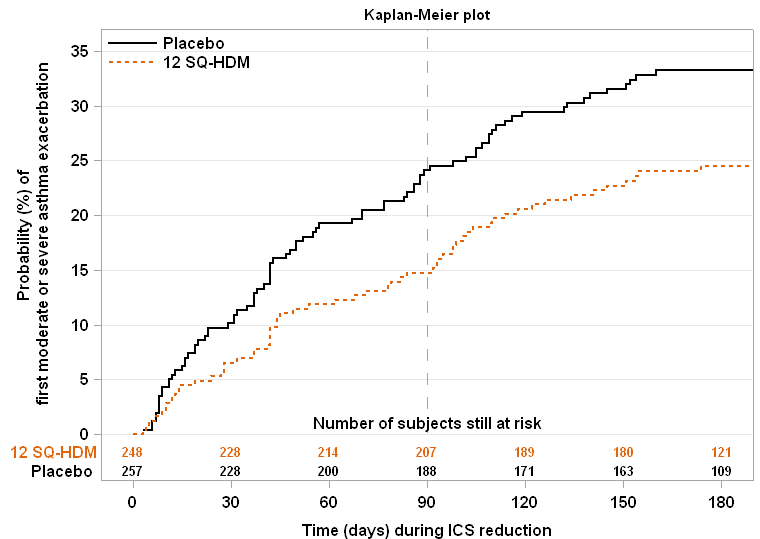 Kaplan-Meier plot
Placebo
12 SQ-HDM
Probability (%) of
first moderate or severe asthma exacerbation
35
30
25
20
15
10
5
0
Number of subjects still at risk
12 SQ-HDM 248 228 214 207 189 180 121
Placebo 257 228 200 188 171 163 109
0 30 60 90 120 150 180
Time (days) during ICS reduction